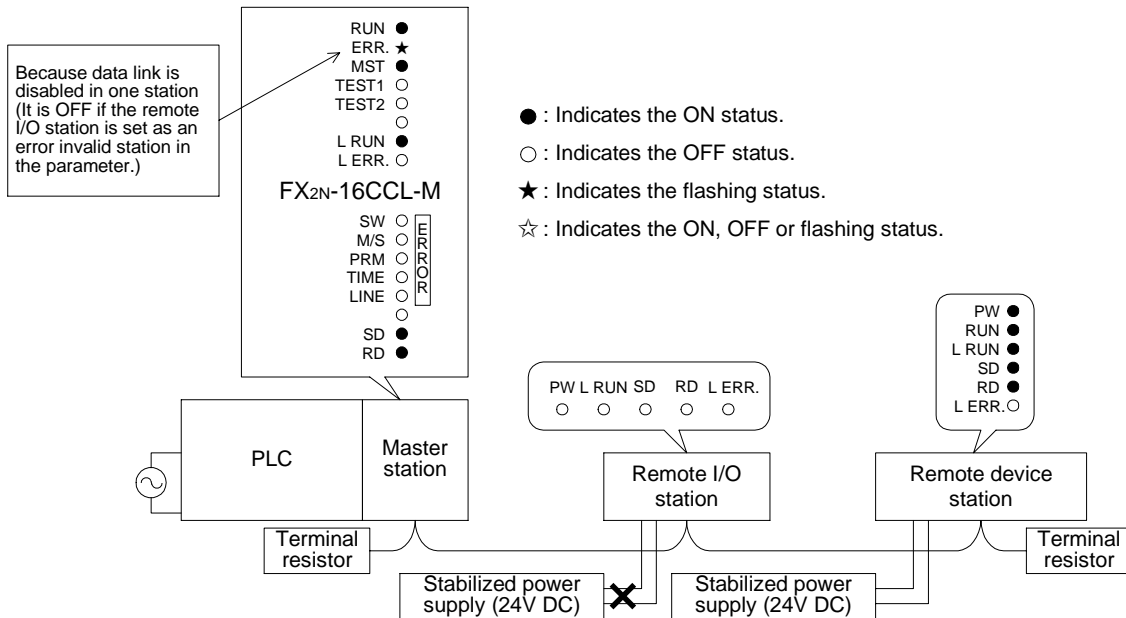 RUN
ERR.
MST
TEST1
TEST2
L RUN
L ERR.
FX2N-16CCL-M
SW
M/S
PRM
TIME
LINE
ERROR
SD
RD
Because data link is
disabled in one station
(It is OFF if the remote
I/O station is set as an
error invalid station in
the parameter.)
● : Indicates the ON status.
○ : Indicates the OFF status.
★ : Indicates the flashing status.
☆ : Indicates the ON, OFF or flashing status.
PW L RUN SD RD L ERR.
PW
RUN
L RUN
SD
RD
L ERR.
PLC
Master
station
Remote I/O
station
Remote device
station
Terminal
resistor
Terminal
resistor
Stabilized power
supply (24V DC)
Stabilized power
supply (24V DC)